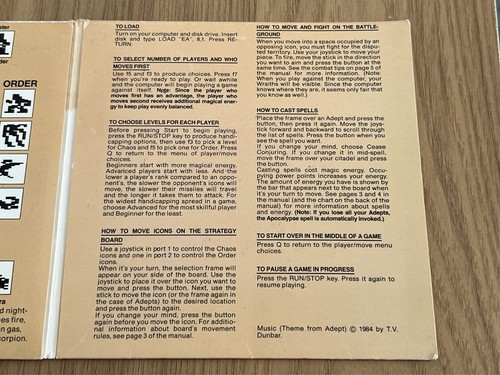 ster
der
ORDER
ra
d night-
es fire,
on gas,
corpion.
TO LOAD
Turn on your computer and disk drive. Insert
disk and type LOAD "EA", 8,1. Press RE-
TURN.
TO SELECT NUMBER OF PLAYERS AND WHO
MOVES FIRST
Use f5 and f3 to produce choices. Press f7
when you're ready to play. Or wait awhile
and the computer will begin playing a game
against itself. Note: Since the player who
moves first has an advantage, the player who
moves second receives additional magical ener-
gy to keep play evenly balanced.
TO CHOOSE LEVELS FOR EACH PLAYER
Before pressing Start to begin playing,
press the RUN/STOP key to produce handi-
capping options, then use f3 to pick a level
for Chaos and f5 to pick one for Order. Press
Q to return to the menu of player/move
choices.
Beginners start with more magical energy.
Advanced players start with less. And the
lower a player's rank compared to an oppo-
nent's, the slower the opponent's icons will
move, the slower their missiles will travel
and the longer it takes them to attack. For
the widest handicapping spread in a game,
choose Advanced for the most skillful player
and Beginner for the least.
HOW TO MOVE ICONS ON THE STRATEGY
BOARD
Use a joystick in port 1 to control the Chaos
icons and one in port 2 to control the Order
icons.
When it's your turn, the selection frame will
appear on your side of the board. Use the
joystick to place it over the icon you want to
move and press the button. Next, use the
stick to move the icon (or the frame again in
the case of Adepts) to the desired location
and press the button again.
If you change your mind, press the button
again before you move the icon. For additio-
nal information about board's movement
rules, see page 3 of the manual.
HOW TO MOVE AND FIGHT ON THE BATTLE-
GROUND
When you move into a space occupied by an
opposing icon, you must fight for the dispu-
ted territory. Use your joystick to move your
piece. To fire, move the stick in the direction
you want to aim and press the button at the
same time. See the combat tips on page 6 of
the manual for more information. (Note:
When you play against the computer, your
Wraiths will be visible. Since the computer
knows where they are, it seems only fair that
you know as well.)
HOW TO CAST SPELLS
Place the frame over an Adept and press the
button, then press it again. Move the joy-
stick forward and backward to scroll through
the list of spells. Press the button when you
see the spell you want.
If you change your mind, choose Cease
Conjuring. If you change it in mid-spell,
move the frame over your citadel and press
the button.
Casting spells cost magic energy. Occu-
pying power points increases your energy.
The amount of energy you have is shown by
the bar that appears next to the board when
it's your turn to move. See pages 3 and 4 in
the manual (and the chart on the back of the
manual) for more information about spells
and energy. (Note: If you lose all your Adepts,
the Apocalypse spell is automatically invoked.)
TO START OVER IN THE MIDDLE OF A GAME
Press Q to return to the player/move menu
choices.
TO PAUSE A GAME IN PROGRESS
Press the RUN/STOP key. Press it again to
resume playing.
Music (Theme from Adept) © 1984 by T.V.
Dunbar.